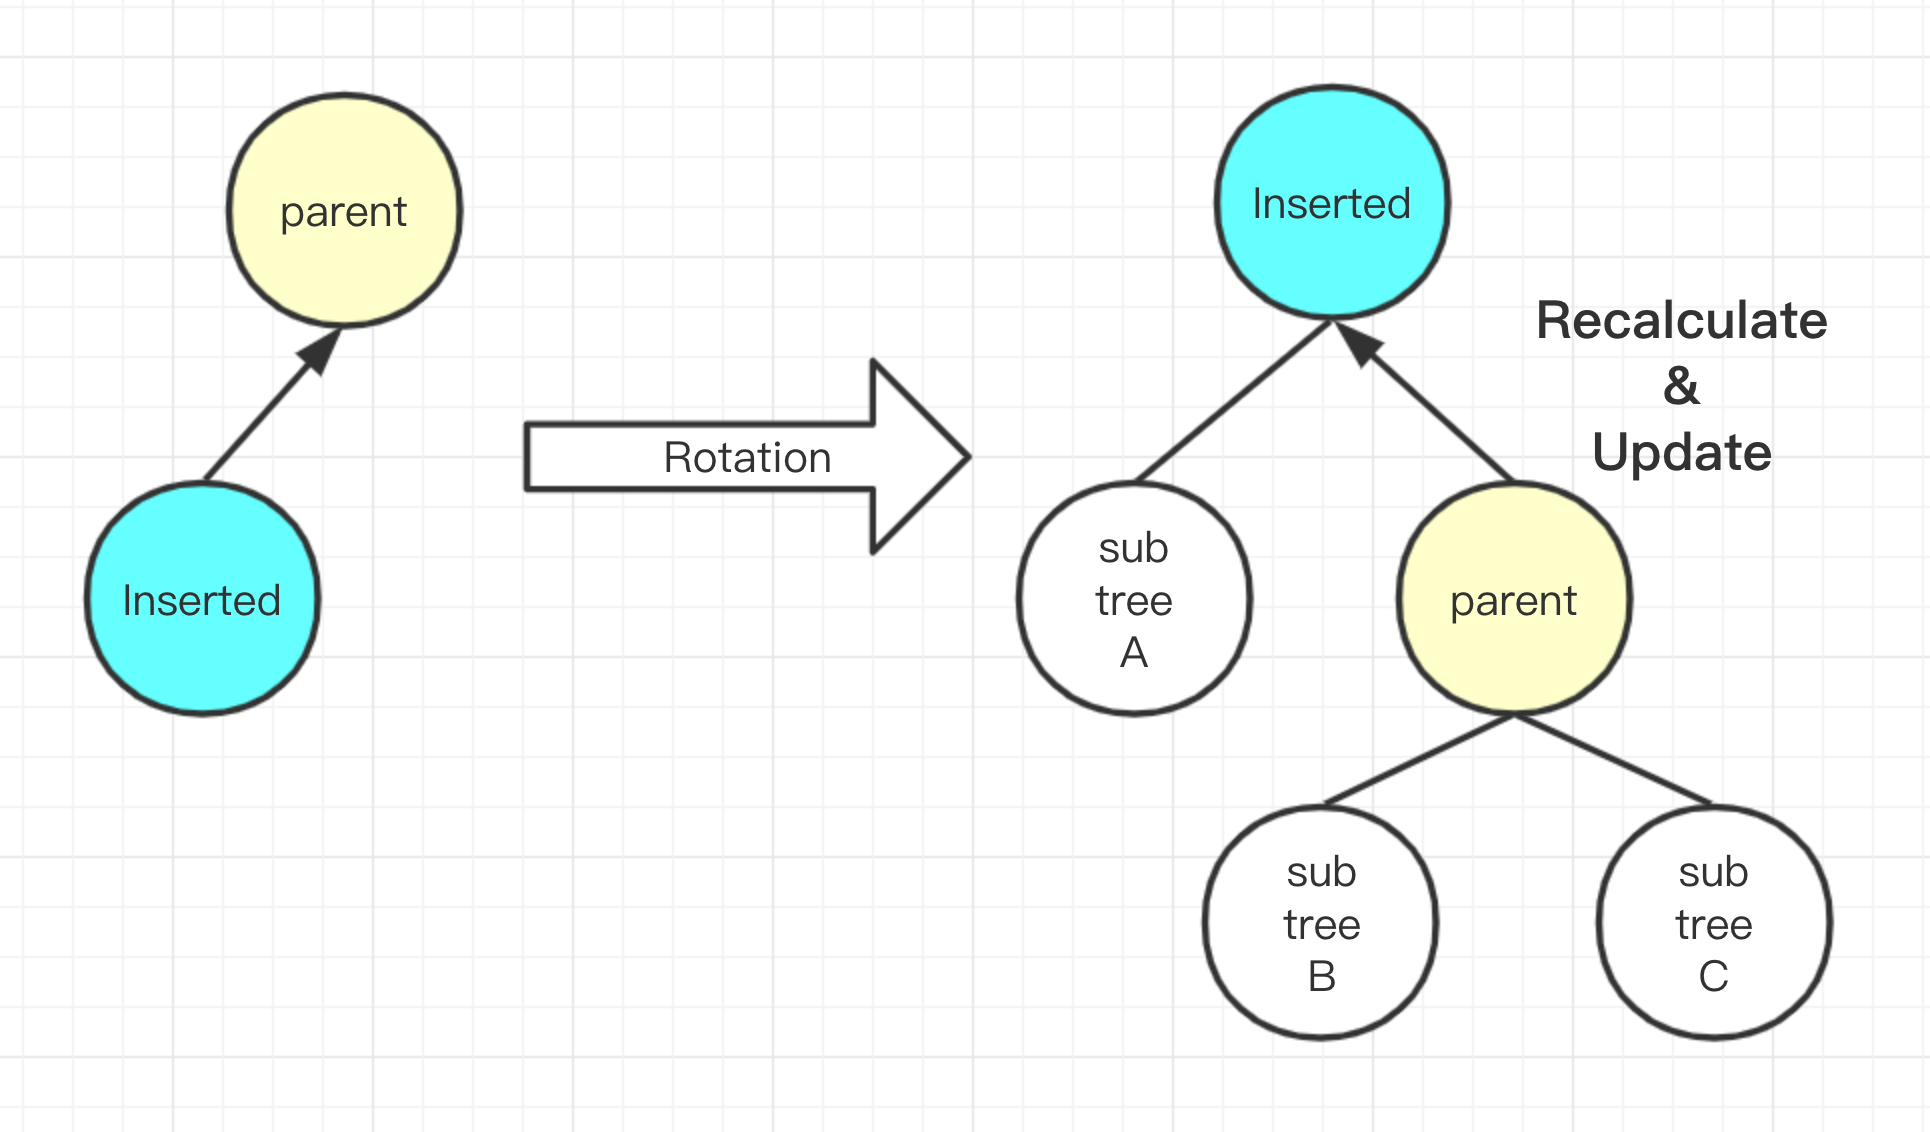 parent
Inserted
Rotation
Inserted
Recalculate
&
Update
sub
tree
A
parent
sub
tree
B
sub
tree
C